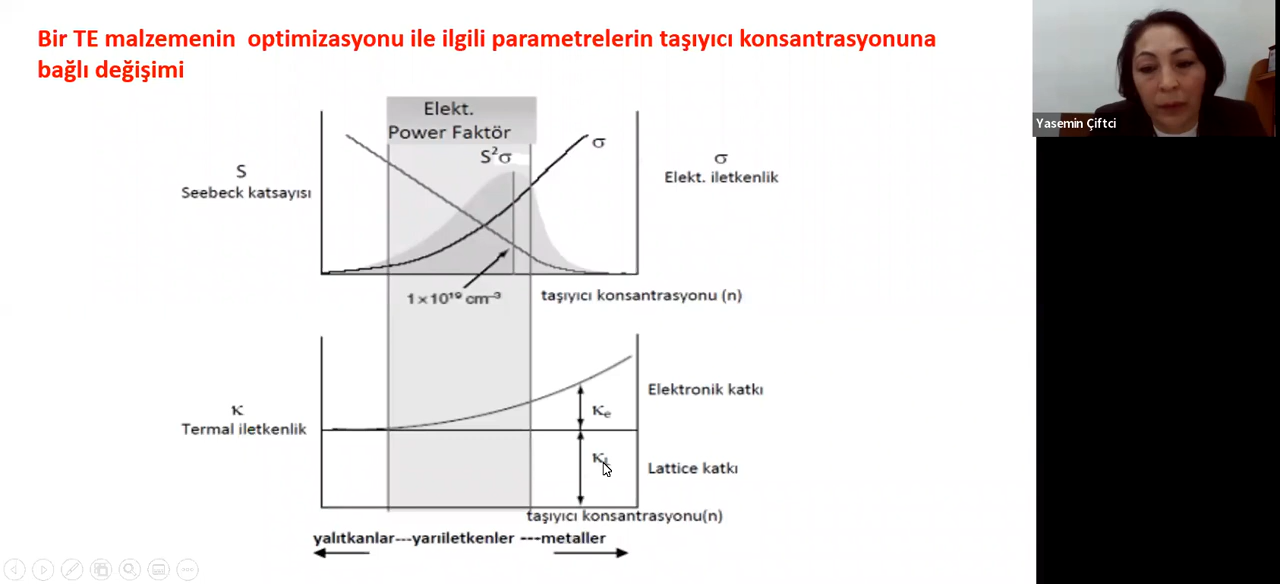 Bir TE malzemenin optimizasyonu ile ilgili parametrelerin taşıyıcı konsantrasyonuna
bağlı değişimi
Yasemin Çiftci
Elekt.
Power Faktör
S²σ
σ
S
Seebeck katsayısı
σ
Elekt. iletkenlik
1×10¹⁹ cm⁻³
taşıyıcı konsantrasyonu (n)
κ
Termal iletkenlik
Elektronik katkı
κe
κL
Lattice katkı
taşıyıcı konsantrasyonu(n)
yalıtkanlar---yarıiletkenler ---metaller